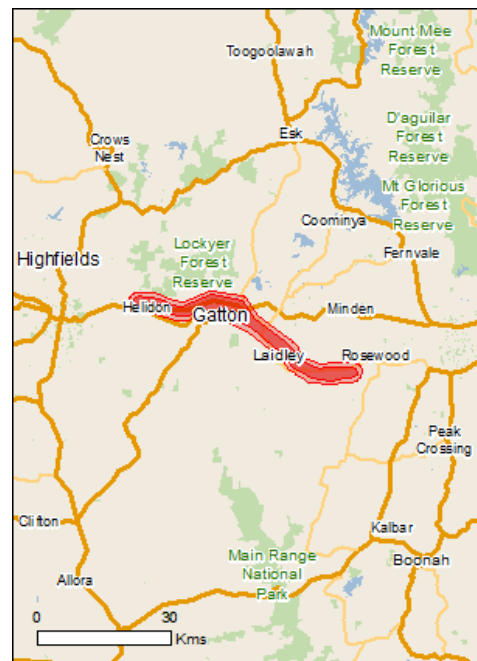 Mount Mee
Forest
Reserve
Toogoolawah
D'aguilar
Forest
Reserve
Esk
Crows
Nest
Mt Glorious
Forest
Reserve
Coominya
Lockyer
Forest
Reserve
Highfields
Fernvale
Helidon
Gatton
Minden
Laidley
Rosewood
Peak
Crossing
Clifton
Kalbar
Main Range
National
Park
Boonah
Allora
0 30
Kms